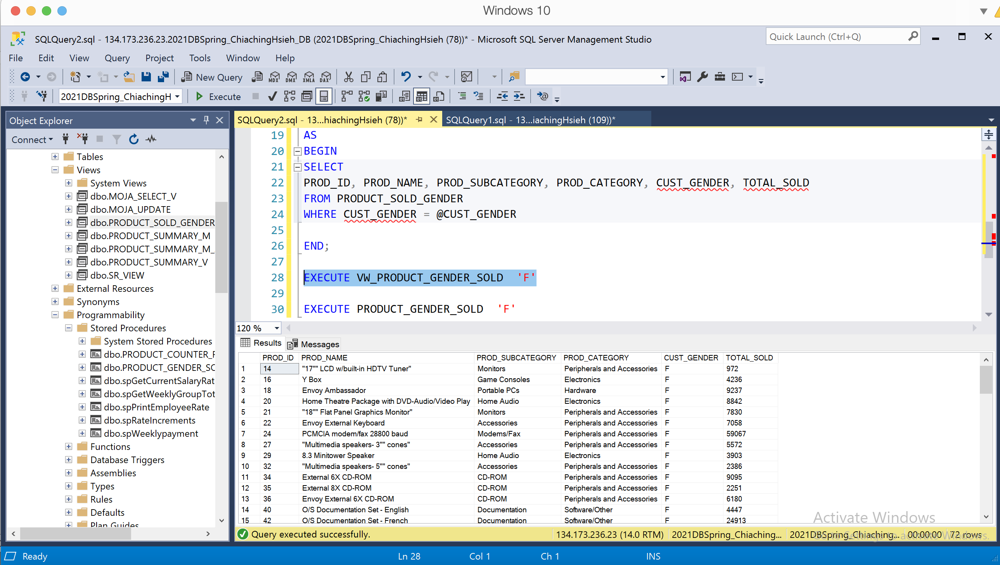 Windows 10
SQLQuery2.sql - 134.173.236.23.2021DBSpring_ChiachingHsieh_DB (2021DBSpring_ChiachingHsieh (78))* - Microsoft SQL Server Management Studio
Quick Launch (Ctrl+Q)
File Edit View Query Project Tools Window Help
New Query MDX DMX XMLA DAX
2021DBSpring_ChiachingH Execute
Object Explorer
Connect
Tables
Views
System Views
dbo.MOJA_SELECT_V
dbo.MOJA_UPDATE
dbo.PRODUCT_SOLD_GENDER
dbo.PRODUCT_SUMMARY_M
dbo.PRODUCT_SUMMARY_M_
dbo.PRODUCT_SUMMARY_V
dbo.SR_VIEW
External Resources
Synonyms
Programmability
Stored Procedures
System Stored Procedures
dbo.PRODUCT_COUNTER_F
dbo.PRODUCT_GENDER_SO
dbo.spGetCurrentSalaryRat
dbo.spGetWeeklyGroupTot
dbo.spPrintEmployeeRate
dbo.spRateIncrements
dbo.spWeeklypayment
Functions
Database Triggers
Assemblies
Types
Rules
Defaults
Plan Guides
SQLQuery2.sql - 13...hiachingHsieh (78))* SQLQuery1.sql - 13...iachingHsieh (109))*
19 AS
20 BEGIN
21 SELECT
22 PROD_ID, PROD_NAME, PROD_SUBCATEGORY, PROD_CATEGORY, CUST_GENDER, TOTAL_SOLD
23 FROM PRODUCT_SOLD_GENDER
24 WHERE CUST_GENDER = @CUST_GENDER
25
26 END;
27
28 EXECUTE VW_PRODUCT_GENDER_SOLD 'F'
29
30 EXECUTE PRODUCT_GENDER_SOLD 'F'
120 %
Results Messages
PROD_ID PROD_NAME PROD_SUBCATEGORY PROD_CATEGORY CUST_GENDER TOTAL_SOLD
1 14 "17"" LCD w/built-in HDTV Tuner" Monitors Peripherals and Accessories F 972
2 16 Y Box Game Consoles Electronics F 4236
3 18 Envoy Ambassador Portable PCs Hardware F 9237
4 20 Home Theatre Package with DVD-Audio/Video Play Home Audio Electronics F 8842
5 21 "18"" Flat Panel Graphics Monitor" Monitors Peripherals and Accessories F 7830
6 22 Envoy External Keyboard Accessories Peripherals and Accessories F 7058
7 24 PCMCIA modem/fax 28800 baud Modems/Fax Peripherals and Accessories F 59067
8 27 "Multimedia speakers- 3"" cones" Accessories Peripherals and Accessories F 5572
9 29 8.3 Minitower Speaker Home Audio Electronics F 3903
10 32 "Multimedia speakers- 5"" cones" Accessories Peripherals and Accessories F 2386
11 34 External 6X CD-ROM CD-ROM Peripherals and Accessories F 9095
12 35 External 8X CD-ROM CD-ROM Peripherals and Accessories F 2251
13 36 Envoy External 6X CD-ROM CD-ROM Peripherals and Accessories F 6180
14 40 O/S Documentation Set - English Documentation Software/Other F 4447
15 42 O/S Documentation Set - French Documentation Software/Other F 24913
Activate Windows
Go to Settings to activate Windows.
Query executed successfully. 134.173.236.23 (14.0 RTM) 2021DBSpring_Chiaching... 2021DBSpring_Chiaching... 00:00:00 72 rows
Ready Ln 28 Col 1 Ch 1 INS